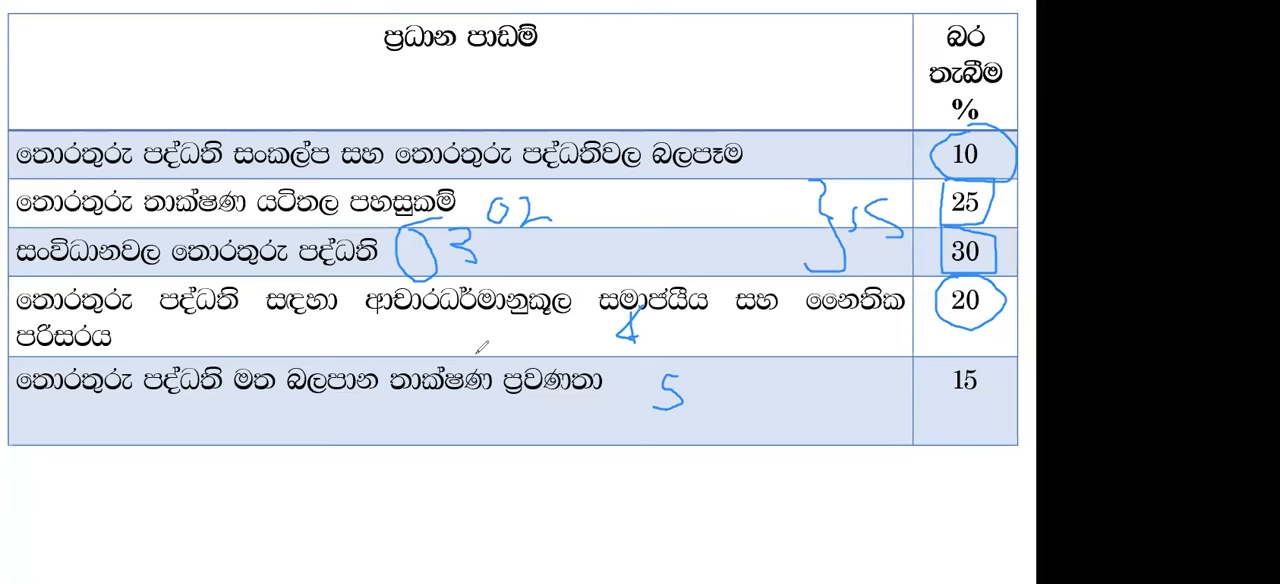 ප්‍රධාන පාඩම්
බර
තැබීම
%
තොරතුරු පද්ධති සංකල්ප සහ තොරතුරු පද්ධතිවල බලපෑම 10
තොරතුරු තාක්ෂණ යටිතල පහසුකම් 02 } 55 25
සංවිධානවල තොරතුරු පද්ධති 03 30
තොරතුරු පද්ධති සඳහා ආචාරධර්මානුකූල සමාජයීය සහ නෛතික 20
පරිසරය 4
තොරතුරු පද්ධති මත බලපාන තාක්ෂණ ප්‍රවණතා 5 15